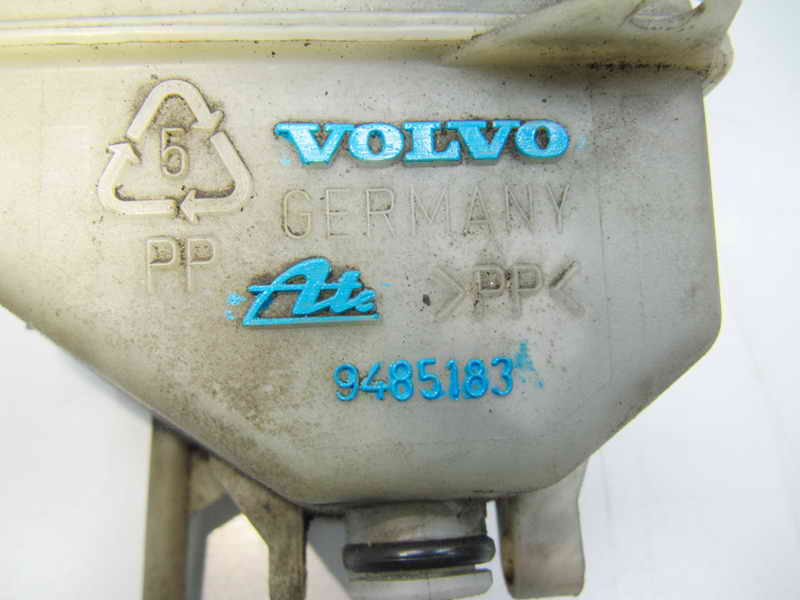 5 VOLVO
GERMANY
PP
Ate >PP<
9485183